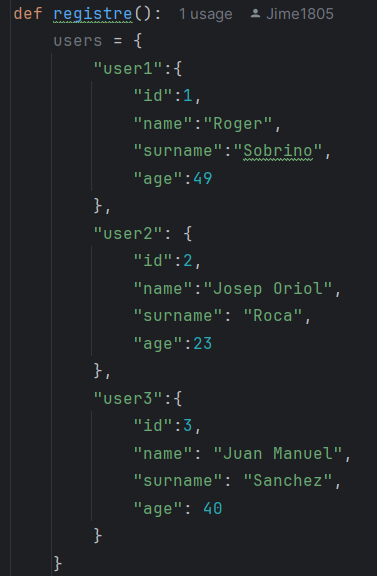 def registre():  1 usage  Jime1805
    users = {
        "user1":{
            "id":1,
            "name":"Roger",
            "surname":"Sobrino",
            "age":49
        },
        "user2": {
            "id":2,
            "name":"Josep Oriol",
            "surname": "Roca",
            "age":23
        },
        "user3":{
            "id":3,
            "name": "Juan Manuel",
            "surname": "Sanchez",
            "age": 40
        }
    }